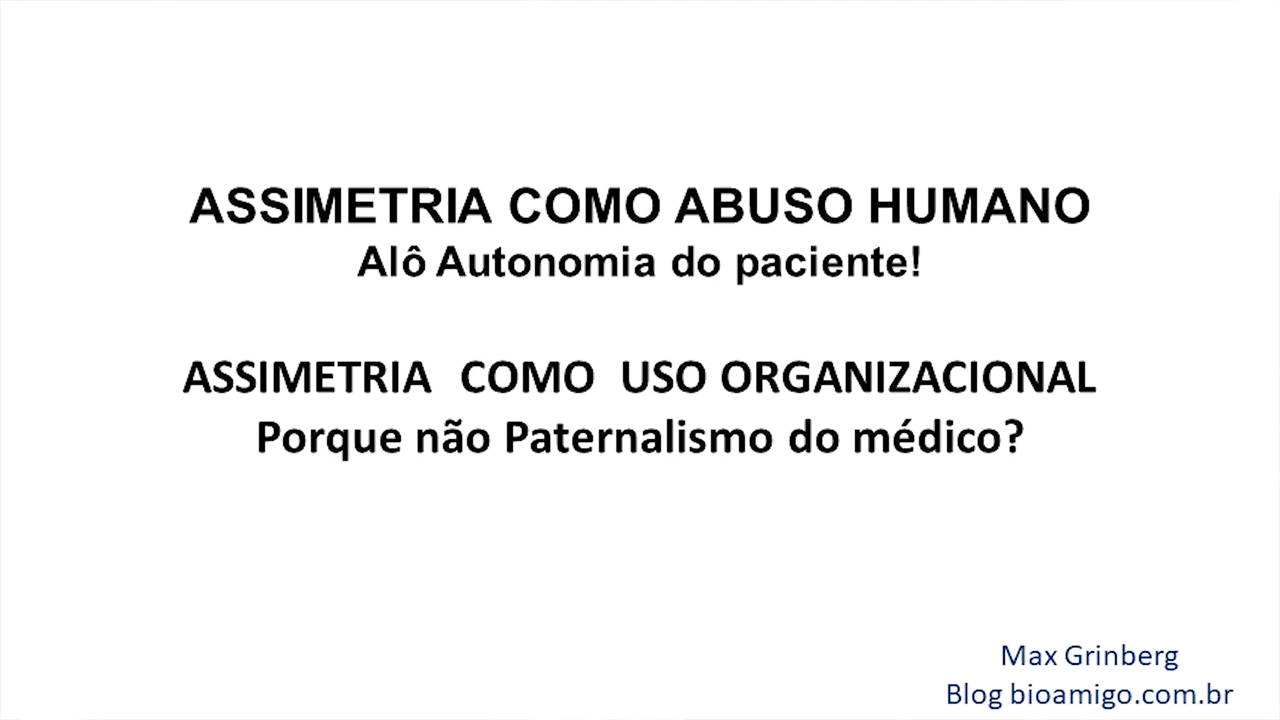 ASSIMETRIA COMO ABUSO HUMANO
Alô Autonomia do paciente!
ASSIMETRIA COMO USO ORGANIZACIONAL
Porque não Paternalismo do médico?
Max Grinberg
Blog bioamigo.com.br